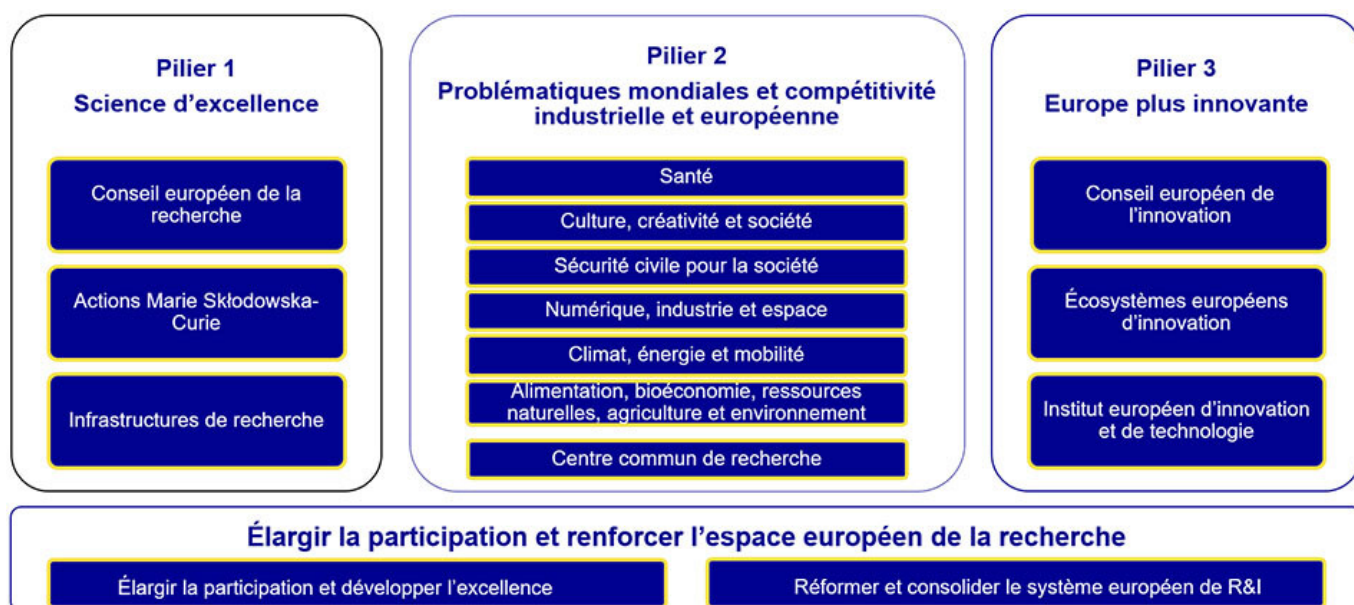 Pilier 1
Science d'excellence
Conseil européen de la
recherche
Actions Marie Skłodowska-
Curie
Infrastructures de recherche
Pilier 2
Problématiques mondiales et compétitivité
industrielle et européenne
Santé
Culture, créativité et société
Sécurité civile pour la société
Numérique, industrie et espace
Climat, énergie et mobilité
Alimentation, bioéconomie, ressources
naturelles, agriculture et environnement
Centre commun de recherche
Pilier 3
Europe plus innovante
Conseil européen de
l'innovation
Écosystèmes européens
d'innovation
Institut européen d'innovation
et de technologie
Élargir la participation et renforcer l'espace européen de la recherche
Élargir la participation et développer l'excellence
Réformer et consolider le système européen de R&I